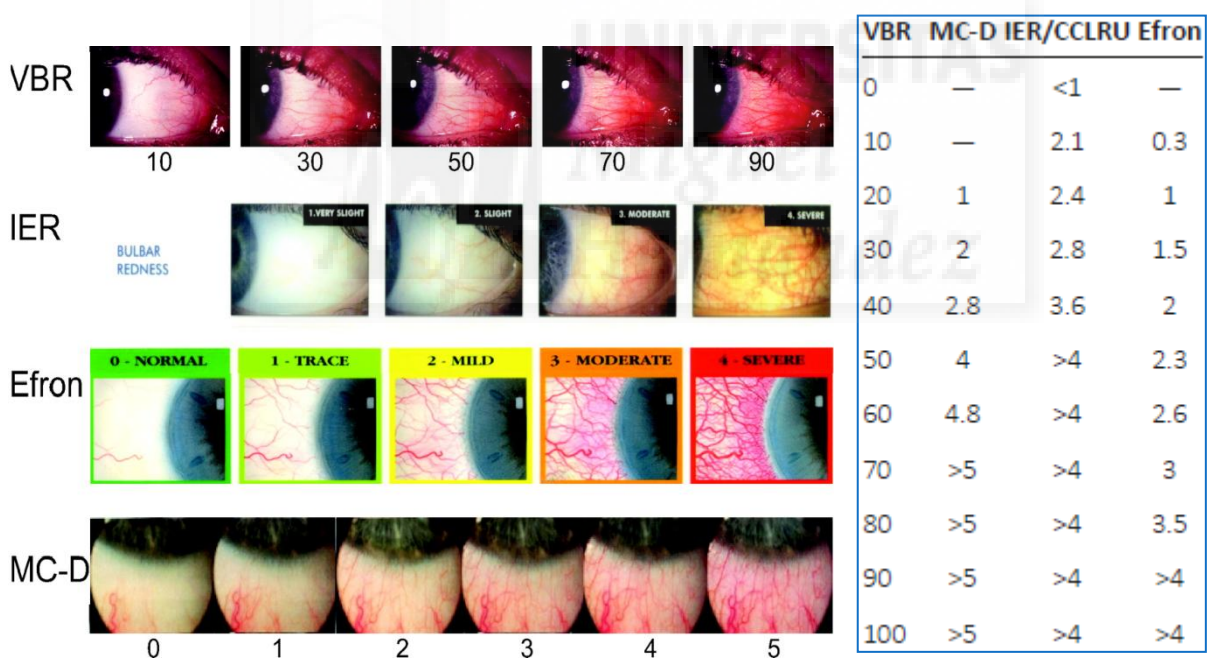 VBR
10 30 50 70 90
IER
BULBAR
REDNESS
1.VERY SLIGHT
2. SLIGHT
3. MODERATE
4. SEVERE
Efron
0 - NORMAL
1 - TRACE
2 - MILD
3 - MODERATE
4 - SEVERE
MC-D
0 1 2 3 4 5
VBR MC-D IER/CCLRU Efron
0 — <1 —
10 — 2.1 0.3
20 1 2.4 1
30 2 2.8 1.5
40 2.8 3.6 2
50 4 >4 2.3
60 4.8 >4 2.6
70 >5 >4 3
80 >5 >4 3.5
90 >5 >4 >4
100 >5 >4 >4
UNIVERSITAS
Miguel
Hernández